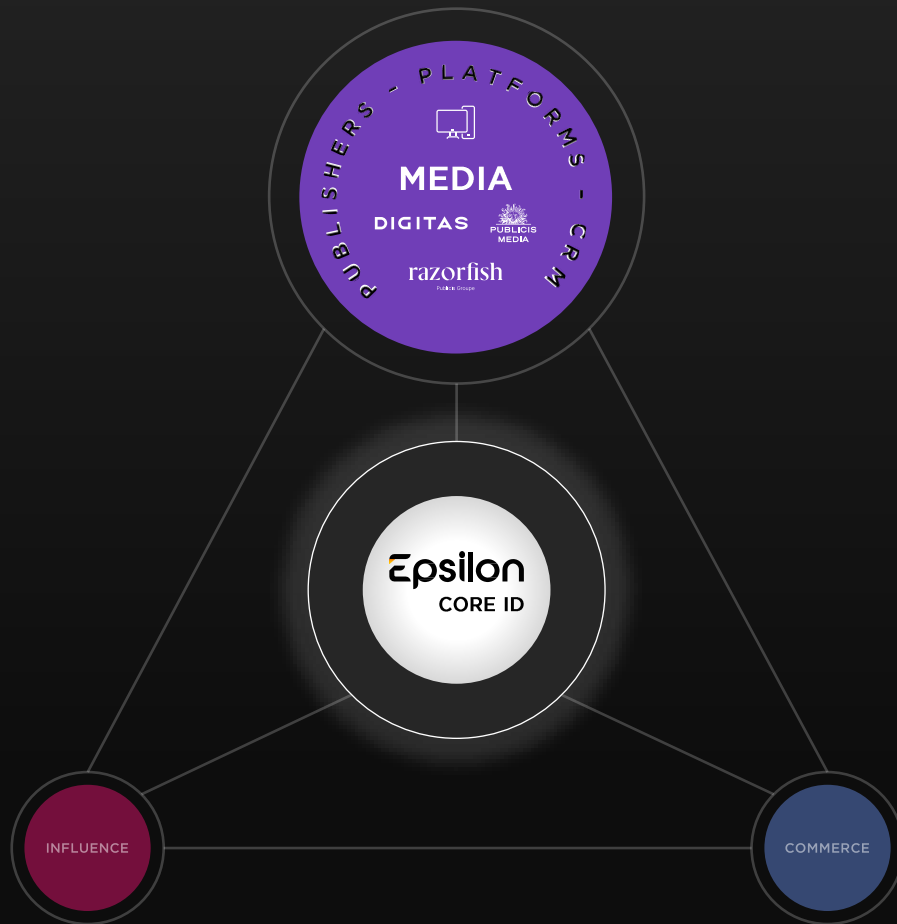 PUBLISHERS - PLATFORMS - CRM
MEDIA
DIGITAS
PUBLICIS
MEDIA
razorfish
Publicis Groupe
Epsilon
CORE ID
INFLUENCE
COMMERCE